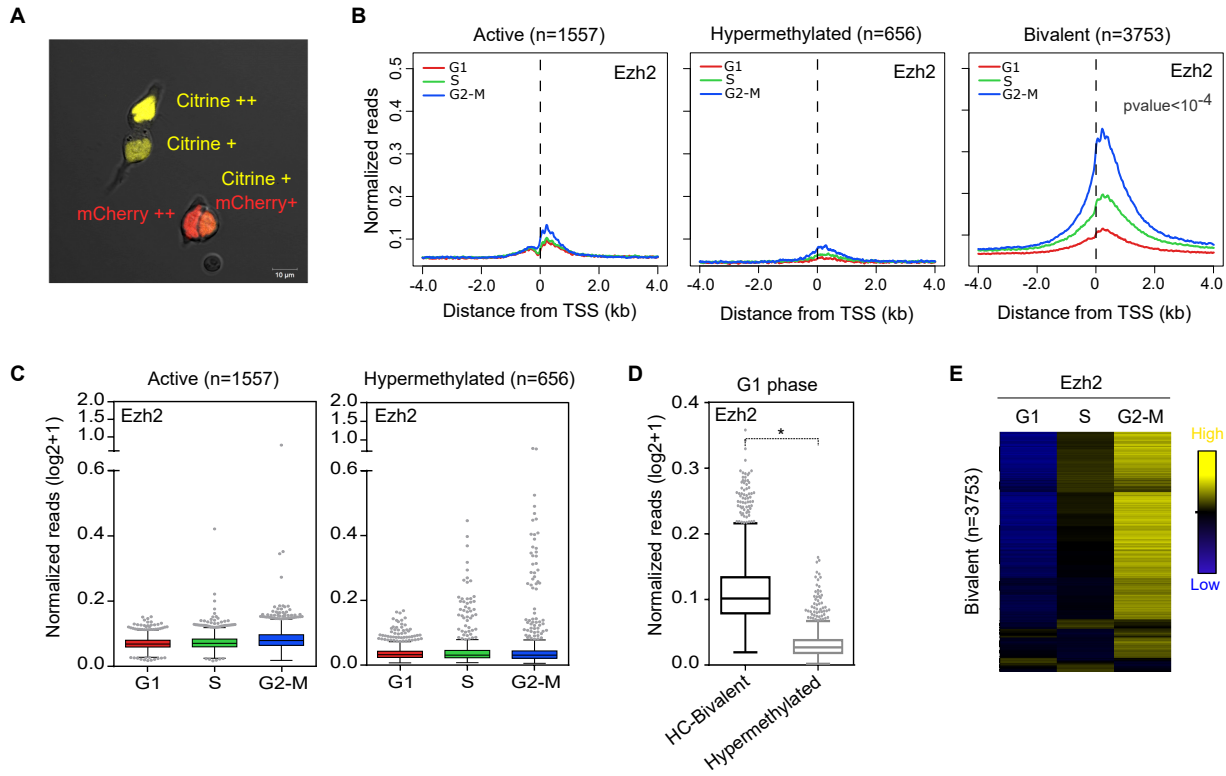 A
Citrine ++
Citrine +
Citrine +
mCherry ++
mCherry+
10 µm
B
Active (n=1557)
Hypermethylated (n=656)
Bivalent (n=3753)
Normalized reads
0.5
0.4
0.3
0.2
0.1
G1
S
G2-M
Ezh2
G1
S
G2-M
Ezh2
G1
S
G2-M
Ezh2
pvalue<10-4
-4.0 -2.0 0 2.0 4.0
-4.0 -2.0 0 2.0 4.0
-4.0 -2.0 0 2.0 4.0
Distance from TSS (kb)
Distance from TSS (kb)
Distance from TSS (kb)
C
Active (n=1557)
Hypermethylated (n=656)
Normalized reads (log2+1)
2.0
1.5
1.0
0.6
0.4
0.2
0.0
Ezh2
G1 S G2-M
2.0
1.5
1.0
0.6
0.4
0.2
0.0
Ezh2
G1 S G2-M
D
G1 phase
Normalized reads (log2+1)
0.4
0.3
0.2
0.1
0.0
Ezh2
*
HC-Bivalent
Hypermethylated
E
Ezh2
G1 S G2-M
Bivalent (n=3753)
High
Low